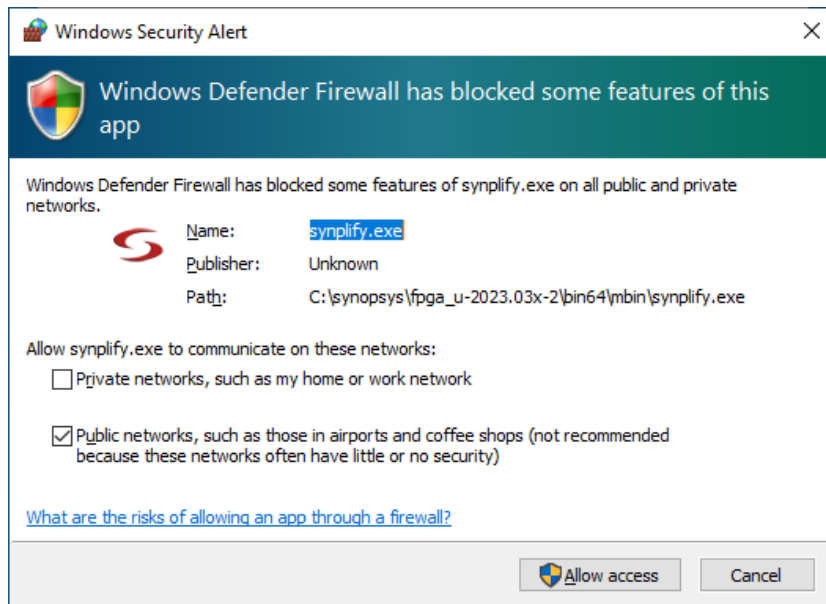 Windows Security Alert
Windows Defender Firewall has blocked some features of this
app
Windows Defender Firewall has blocked some features of synplify.exe on all public and private
networks.
Name: synplify.exe
Publisher: Unknown
Path: C:\synopsys\fpga_u-2023.03x-2\bin64\mbin\synplify.exe
Allow synplify.exe to communicate on these networks:
Private networks, such as my home or work network
Public networks, such as those in airports and coffee shops (not recommended
because these networks often have little or no security)
What are the risks of allowing an app through a firewall?
Allow access Cancel